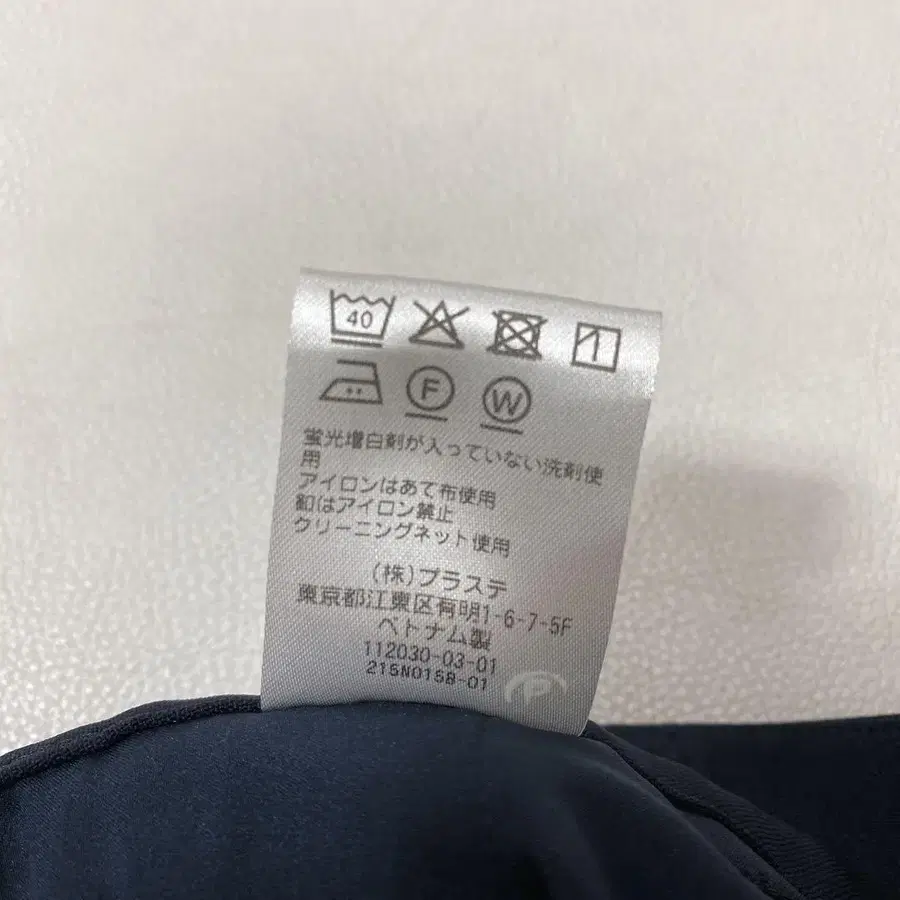 40
F W
蛍光増白剤が入っていない洗剤使
用
アイロンはあて布使用
釦はアイロン禁止
クリーニングネット使用
(株)プラステ
東京都江東区有明1-6-7-5F
ベトナム製
112030-03-01
215N015B-01
P